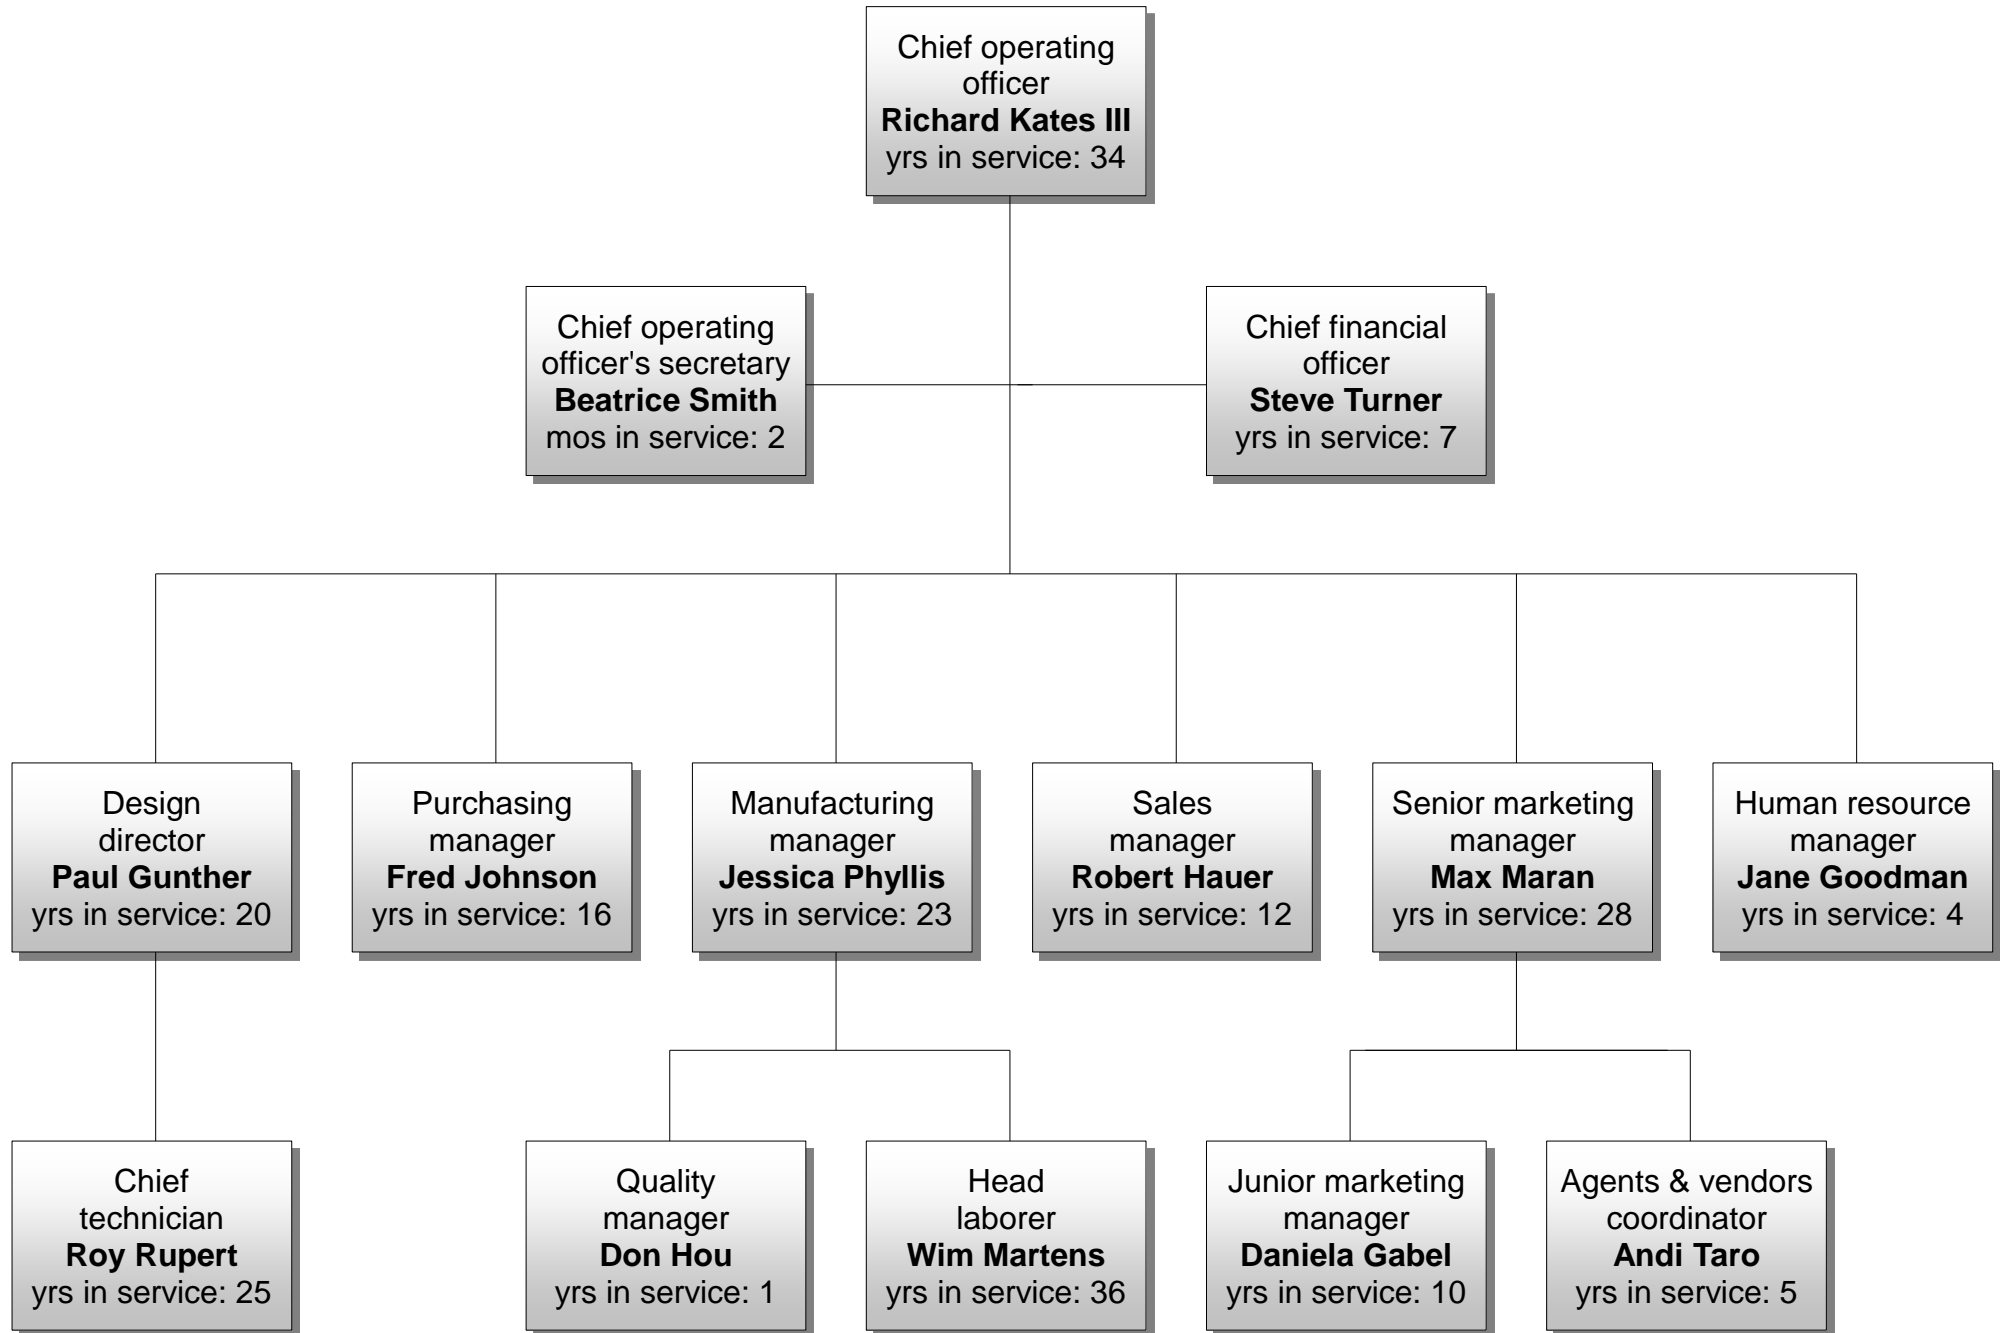 Chief operating
officer
Richard Kates III
yrs in service: 34
Chief operating
officer's secretary
Beatrice Smith
mos in service: 2
Chief financial
officer
Steve Turner
yrs in service: 7
Design
director
Paul Gunther
yrs in service: 20
Purchasing
manager
Fred Johnson
yrs in service: 16
Manufacturing
manager
Jessica Phyllis
yrs in service: 23
Sales
manager
Robert Hauer
yrs in service: 12
Senior marketing
manager
Max Maran
yrs in service: 28
Human resource
manager
Jane Goodman
yrs in service: 4
Chief
technician
Roy Rupert
yrs in service: 25
Quality
manager
Don Hou
yrs in service: 1
Head
laborer
Wim Martens
yrs in service: 36
Junior marketing
manager
Daniela Gabel
yrs in service: 10
Agents & vendors
coordinator
Andi Taro
yrs in service: 5